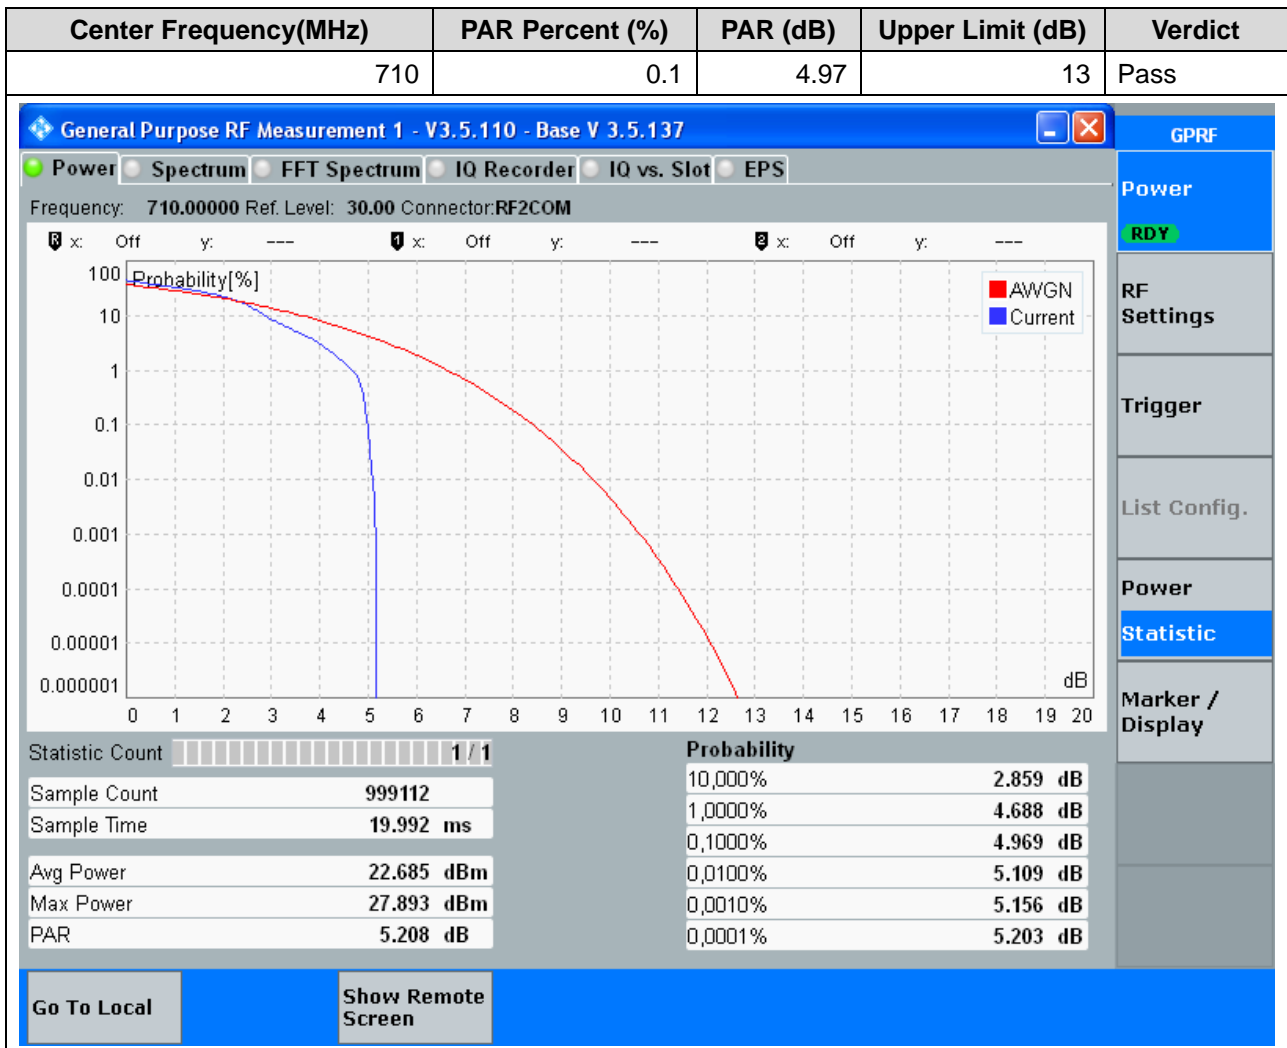 Center Frequency(MHz) PAR Percent (%) PAR (dB) Upper Limit (dB) Verdict
710 0.1 4.97 13 Pass
General Purpose RF Measurement 1 - V3.5.110 - Base V 3.5.137
GPRF
Power Spectrum FFT Spectrum IQ Recorder IQ vs. Slot EPS
Frequency: 710.00000 Ref. Level: 30.00 Connector:RF2COM
R x: Off y: --- 1 x: Off y: --- 2 x: Off y: ---
Probability[%]
AWGN
Current
100
10
1
0.1
0.01
0.001
0.0001
0.00001
0.000001
dB
0 1 2 3 4 5 6 7 8 9 10 11 12 13 14 15 16 17 18 19 20
Statistic Count 1 / 1
Sample Count 999112
Sample Time 19.992 ms
Avg Power 22.685 dBm
Max Power 27.893 dBm
PAR 5.208 dB
Probability
10,000% 2.859 dB
1,0000% 4.688 dB
0,1000% 4.969 dB
0,0100% 5.109 dB
0,0010% 5.156 dB
0,0001% 5.203 dB
Power
RDY
RF
Settings
Trigger
List Config.
Power
Statistic
Marker /
Display
Go To Local
Show Remote
Screen